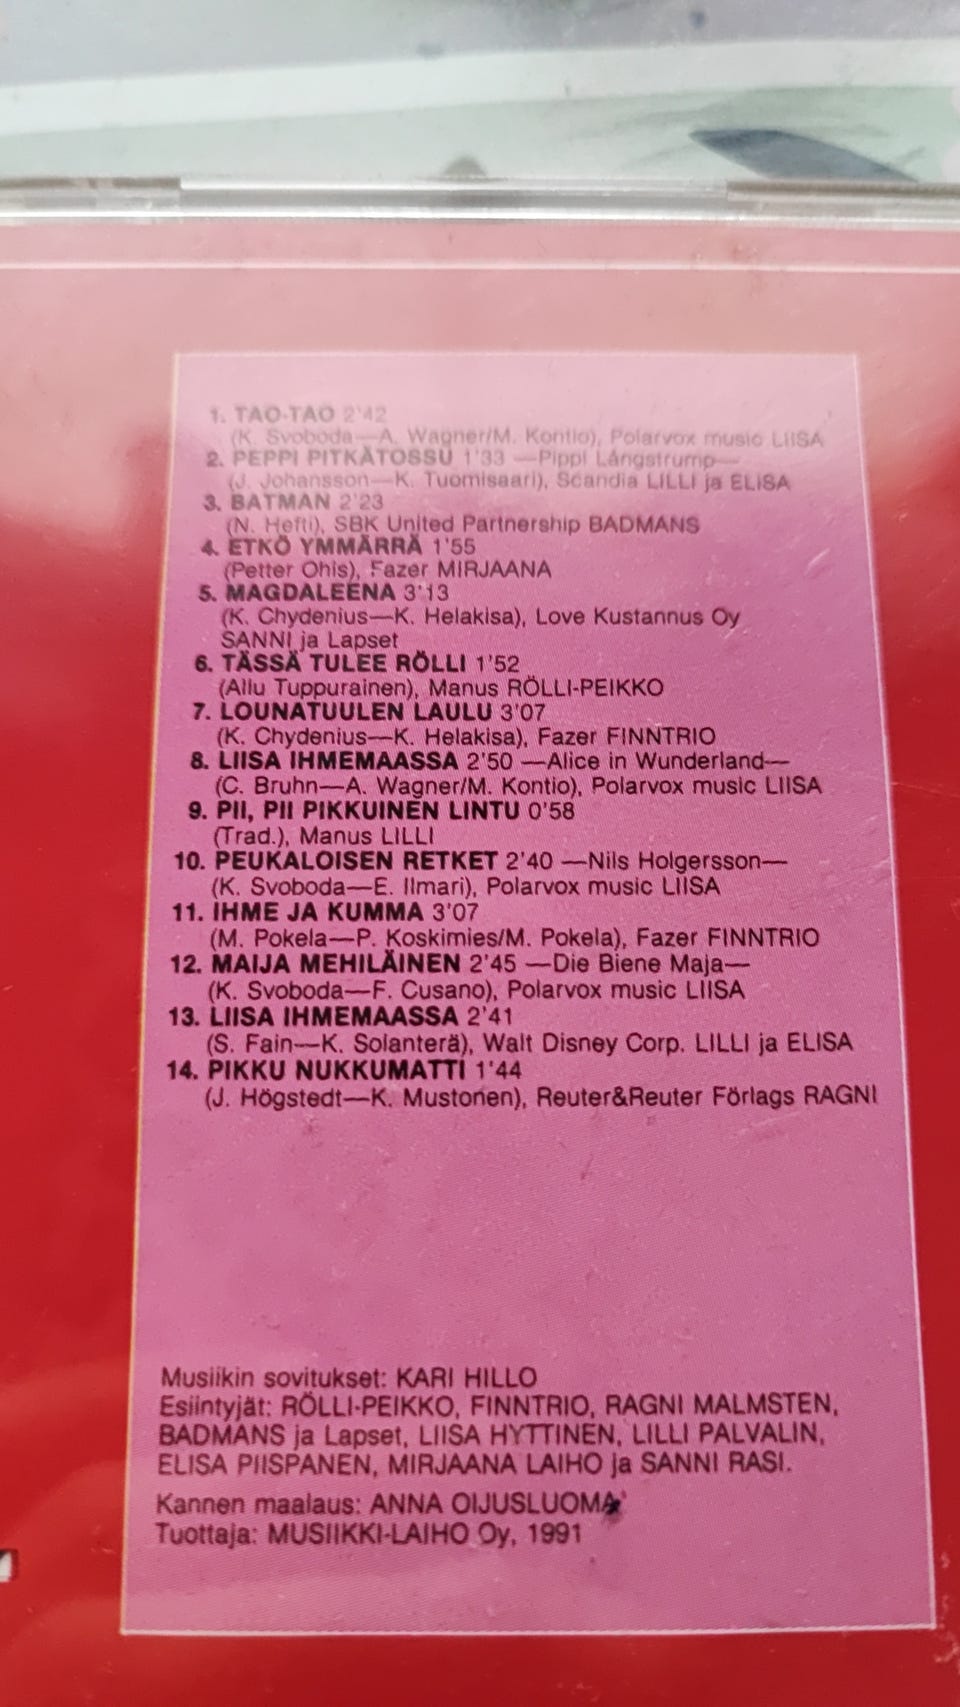 1. TAO-TAO 2'42
(K. Svoboda—A. Wagner/M. Kontio), Polarvox music LIISA
2. PEPPI PITKÄTOSSU 1'33 —Pippi Långstrump—
(J. Johansson—K. Tuomisaari), Scandia LILLI ja ELISA
3. BATMAN 2'23
(N. Hefti), SBK United Partnership BADMANS
4. ETKÖ YMMÄRRÄ 1'55
(Petter Ohls), Fazer MIRJAANA
5. MAGDALEENA 3'13
(K. Chydenius—K. Helakisa), Love Kustannus Oy
SANNI ja Lapset
6. TÄSSÄ TULEE RÖLLI 1'52
(Allu Tuppurainen), Manus RÖLLI-PEIKKO
7. LOUNATUULEN LAULU 3'07
(K. Chydenius—K. Helakisa), Fazer FINNTRIO
8. LIISA IHMEMAASSA 2'50 —Alice in Wunderland—
(C. Bruhn—A. Wagner/M. Kontio), Polarvox music LIISA
9. PII, PII PIKKUINEN LINTU 0'58
(Trad.), Manus LILLI
10. PEUKALOISEN RETKET 2'40 —Nils Holgersson—
(K. Svoboda—E. Ilmari), Polarvox music LIISA
11. IHME JA KUMMA 3'07
(M. Pokela—P. Koskimies/M. Pokela), Fazer FINNTRIO
12. MAIJA MEHILÄINEN 2'45 —Die Biene Maja—
(K. Svoboda—F. Cusano), Polarvox music LIISA
13. LIISA IHMEMAASSA 2'41
(S. Fain—K. Solanterä), Walt Disney Corp. LILLI ja ELISA
14. PIKKU NUKKUMATTI 1'44
(J. Högstedt—K. Mustonen), Reuter&Reuter Förlags RAGNI
Musiikin sovitukset: KARI HILLO
Esiintyjät: RÖLLI-PEIKKO, FINNTRIO, RAGNI MALMSTEN,
BADMANS ja Lapset, LIISA HYTTINEN, LILLI PALVALIN,
ELISA PIISPANEN, MIRJAANA LAIHO ja SANNI RASI.
Kannen maalaus: ANNA OIJUSLUOMA
Tuottaja: MUSIIKKI-LAIHO Oy, 1991